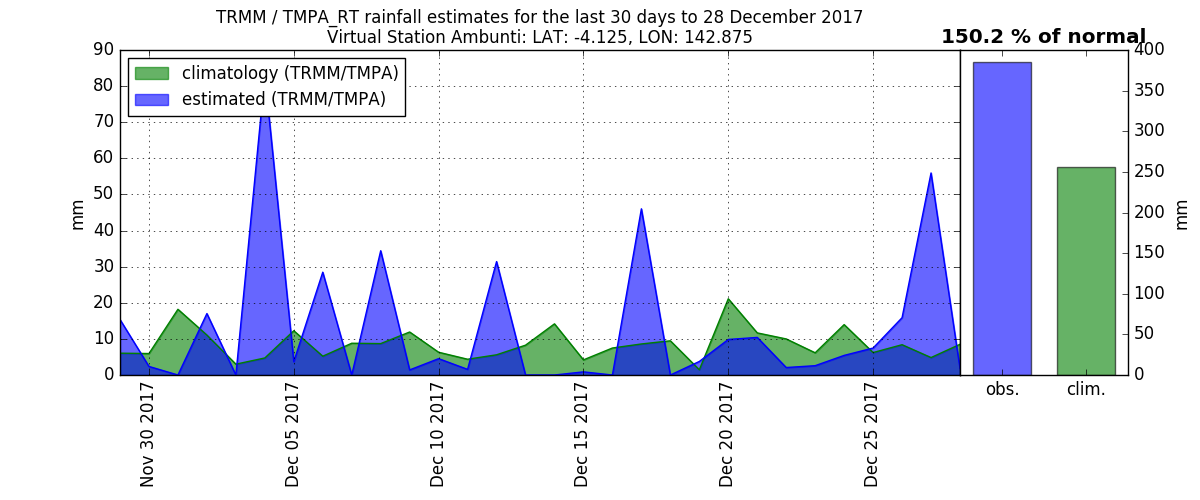 TRMM / TMPA_RT rainfall estimates for the last 30 days to 28 December 2017
Virtual Station Ambunti: LAT: -4.125, LON: 142.875
150.2 % of normal
climatology (TRMM/TMPA)
estimated (TRMM/TMPA)
90
80
70
60
50
40
30
20
10
0
mm
Nov 30 2017
Dec 05 2017
Dec 10 2017
Dec 15 2017
Dec 20 2017
Dec 25 2017
400
350
300
250
200
150
100
50
0
mm
obs.
clim.